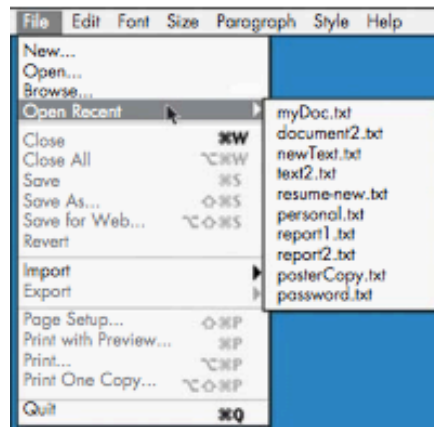 File Edit Font Size Paragraph Style Help
New...
Open...
Browse...
Open Recent
Close ⌘W
Close All ⌥⌘W
Save ⌘S
Save As... ⇧⌘S
Save for Web... ⌥⇧⌘S
Revert
Import
Export
Page Setup... ⇧⌘P
Print with Preview... ⌘P
Print... ⌥⌘P
Print One Copy... ⌥⇧⌘P
Quit ⌘Q
myDoc.txt
document2.txt
newText.txt
text2.txt
resume-new.txt
personal.txt
report1.txt
report2.txt
posterCopy.txt
password.txt